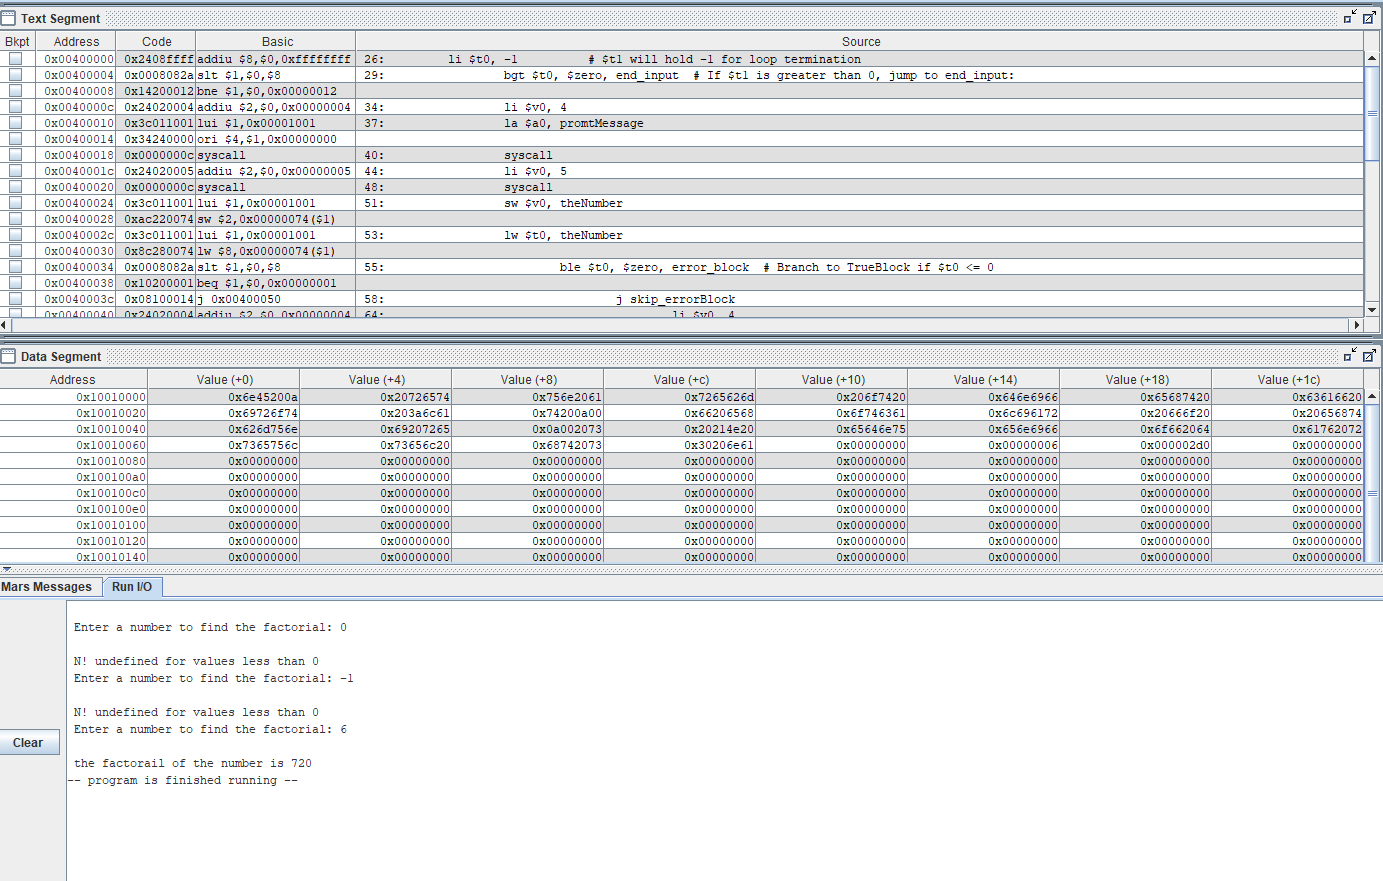 Text Segment
Bkpt Address Code Basic Source
0x00400000 0x2408ffff addiu $8,$0,0xffffffff 26: li $t0, -1 # $t1 will hold -1 for loop termination
0x00400004 0x0008082a slt $1,$0,$8 29: bgt $t0, $zero, end_input # If $t1 is greater than 0, jump to end_input:
0x00400008 0x14200012 bne $1,$0,0x00000012
0x0040000c 0x24020004 addiu $2,$0,0x00000004 34: li $v0, 4
0x00400010 0x3c011001 lui $1,0x00001001 37: la $a0, promtMessage
0x00400014 0x34240000 ori $4,$1,0x00000000
0x00400018 0x0000000c syscall 40: syscall
0x0040001c 0x24020005 addiu $2,$0,0x00000005 44: li $v0, 5
0x00400020 0x0000000c syscall 48: syscall
0x00400024 0x3c011001 lui $1,0x00001001 51: sw $v0, theNumber
0x00400028 0xac220074 sw $2,0x00000074($1)
0x0040002c 0x3c011001 lui $1,0x00001001 53: lw $t0, theNumber
0x00400030 0x8c280074 lw $8,0x00000074($1)
0x00400034 0x0008082a slt $1,$0,$8 55: ble $t0, $zero, error_block # Branch to TrueBlock if $t0 <= 0
0x00400038 0x10200001 beq $1,$0,0x00000001
0x0040003c 0x08100014 j 0x00400050 58: j skip_errorBlock
0x00400040 0x24020004 addiu $2,$0,0x00000004 64: li $v0, 4
Data Segment
Address Value (+0) Value (+4) Value (+8) Value (+c) Value (+10) Value (+14) Value (+18) Value (+1c)
0x10010000 0x6e45200a 0x20726574 0x756e2061 0x7265626d 0x206f7420 0x646e6966 0x65687420 0x63616620
0x10010020 0x69726f74 0x203a6c61 0x74200a00 0x66206568 0x6f746361 0x6c696172 0x20666f20 0x20656874
0x10010040 0x626d756e 0x69207265 0x0a002073 0x20214e20 0x65646e75 0x656e6966 0x6f662064 0x61762072
0x10010060 0x7365756c 0x73656c20 0x68742073 0x30206e61 0x00000000 0x00000006 0x000002d0 0x00000000
0x10010080 0x00000000 0x00000000 0x00000000 0x00000000 0x00000000 0x00000000 0x00000000 0x00000000
0x100100a0 0x00000000 0x00000000 0x00000000 0x00000000 0x00000000 0x00000000 0x00000000 0x00000000
0x100100c0 0x00000000 0x00000000 0x00000000 0x00000000 0x00000000 0x00000000 0x00000000 0x00000000
0x100100e0 0x00000000 0x00000000 0x00000000 0x00000000 0x00000000 0x00000000 0x00000000 0x00000000
0x10010100 0x00000000 0x00000000 0x00000000 0x00000000 0x00000000 0x00000000 0x00000000 0x00000000
0x10010120 0x00000000 0x00000000 0x00000000 0x00000000 0x00000000 0x00000000 0x00000000 0x00000000
0x10010140 0x00000000 0x00000000 0x00000000 0x00000000 0x00000000 0x00000000 0x00000000 0x00000000
Mars Messages Run I/O
Enter a number to find the factorial: 0
N! undefined for values less than 0
Enter a number to find the factorial: -1
N! undefined for values less than 0
Enter a number to find the factorial: 6
Clear
the factorail of the number is 720
-- program is finished running --